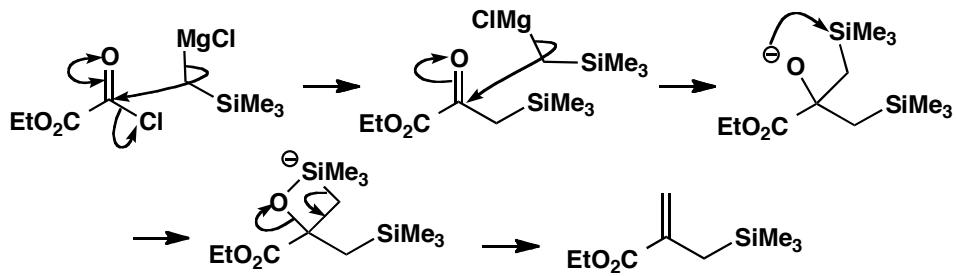 MgCl
O
SiMe3
Cl
EtO2C
ClMg
O
SiMe3
SiMe3
EtO2C
⊖
SiMe3
O
SiMe3
EtO2C
⊖
SiMe3
O
SiMe3
EtO2C
SiMe3
EtO2C